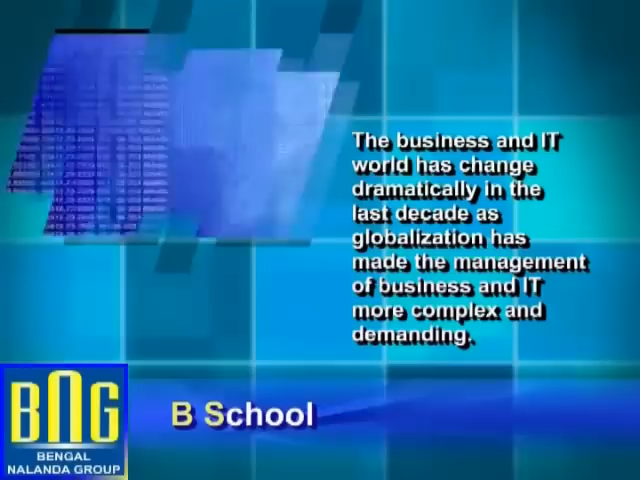 The business and IT
world has change
dramatically in the
last decade as
globalization has
made the management
of business and IT
more complex and
demanding.
B School
BNG
BENGAL
NALANDA GROUP